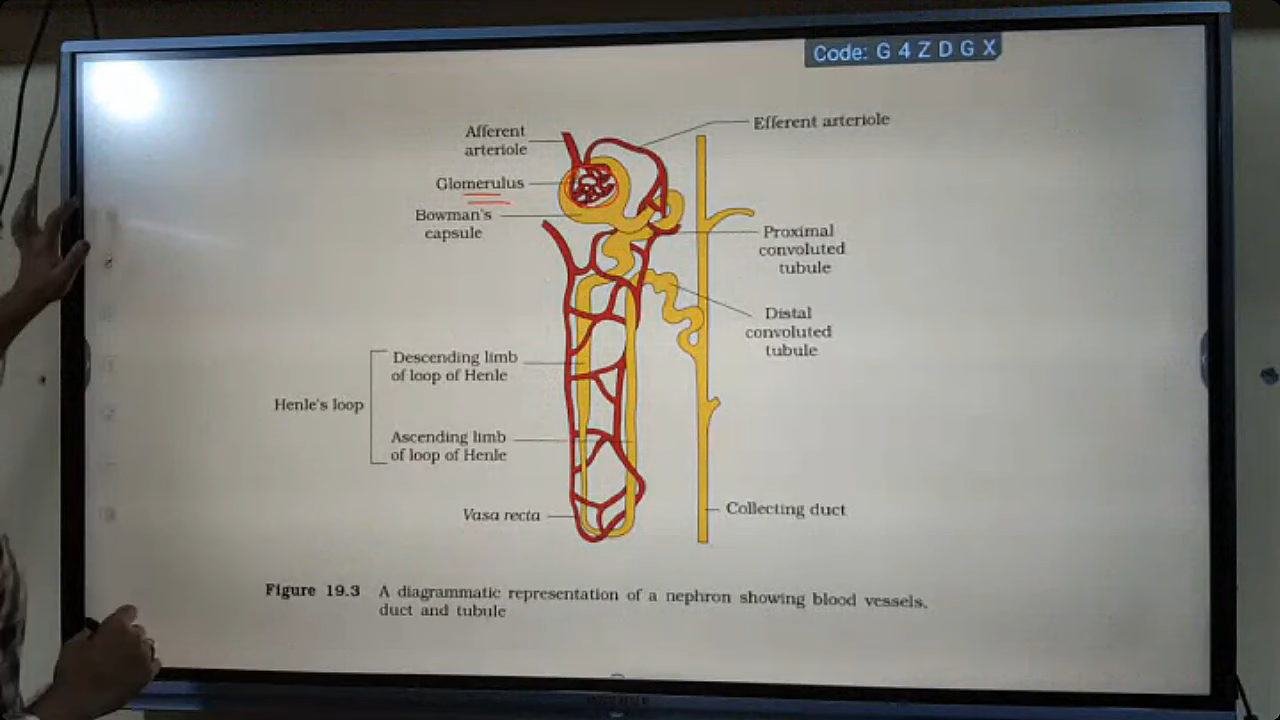 Code: G 4 Z D G X
Afferent
arteriole
Efferent arteriole
Glomerulus
Bowman's
capsule
Proximal
convoluted
tubule
Distal
convoluted
tubule
Descending limb
of loop of Henle
Henle's loop
Ascending limb
of loop of Henle
Vasa recta
Collecting duct
Figure 19.3 A diagrammatic representation of a nephron showing blood vessels,
duct and tubule